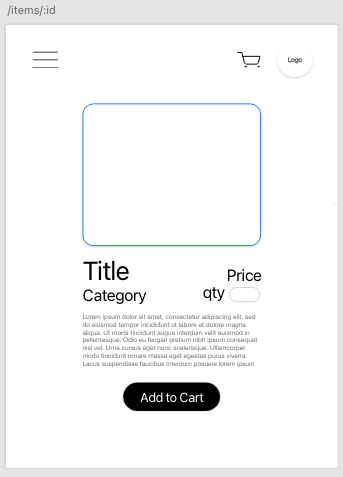 /items/:id
Logo
Title
Price
Category
qty
Lorem ipsum dolor sit amet, consectetur adipiscing elit, sed
do eiusmod tempor incididunt ut labore et dolore magna
aliqua. Ut morbi tincidunt augue interdum velit euismod in
pellentesque. Odio eu feugiat pretium nibh ipsum consequat
nisl vel. Urna cursus eget nunc scelerisque. Ullamcorper
morbi tincidunt ornare massa eget egestas purus viverra.
Lacus suspendisse faucibus interdum posuere lorem ipsum
Add to Cart